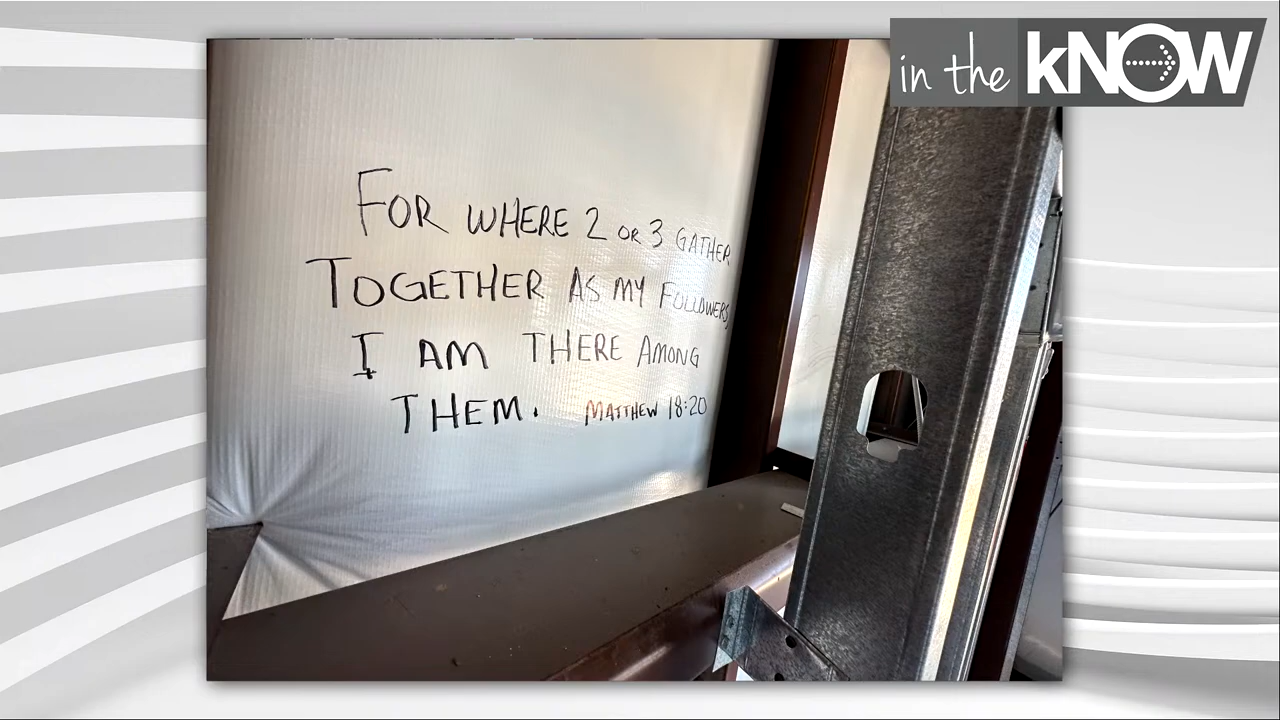 in the kNOW
FOR WHERE 2 OR 3 GATHER
TOGETHER AS MY FOLLOWERS,
I AM THERE AMONG
THEM. MATTHEW 18:20